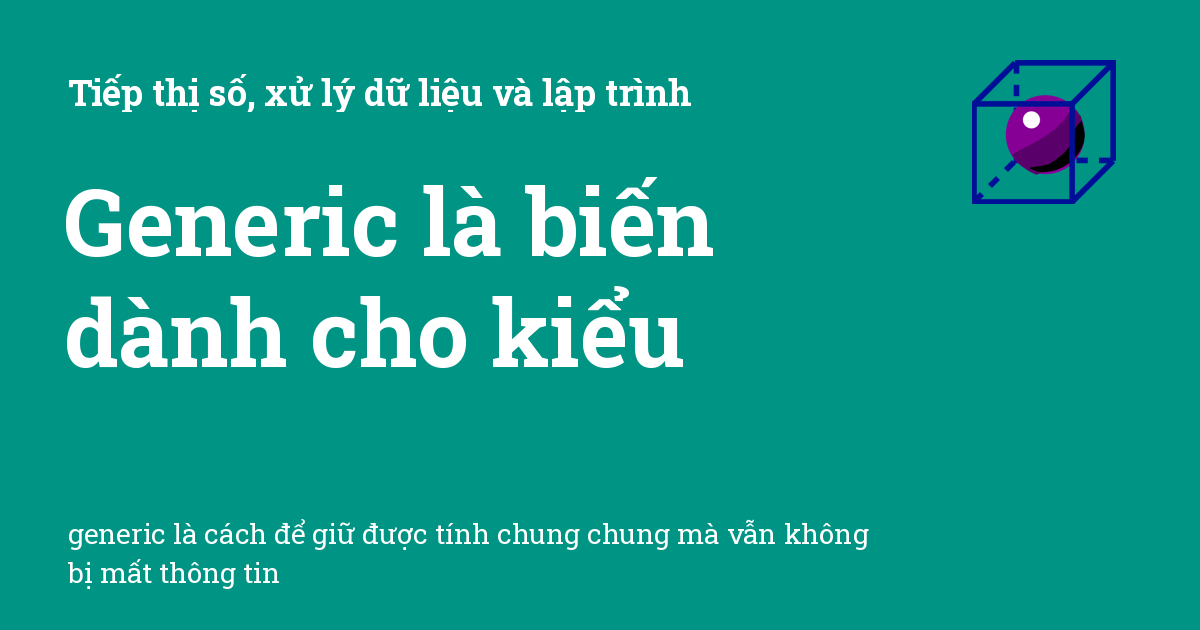 Tiếp thị số, xử lý dữ liệu và lập trình
Generic là biến
dành cho kiểu
generic là cách để giữ được tính chung chung mà vẫn không
bị mất thông tin